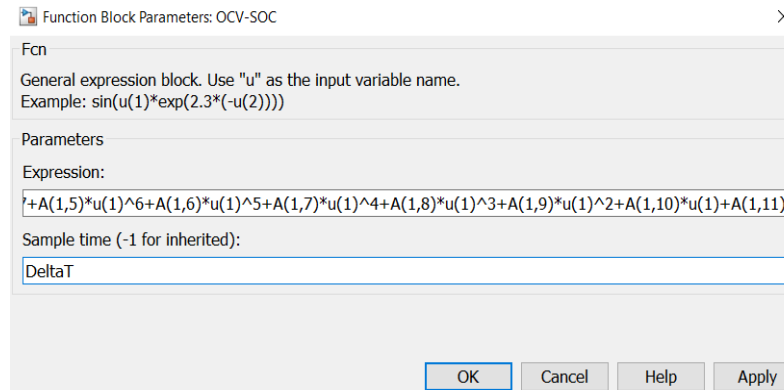 Function Block Parameters: OCV-SOC
Fcn
General expression block. Use "u" as the input variable name.
Example: sin(u(1)*exp(2.3*(-u(2))))
Parameters
Expression:
+A(1,5)*u(1)^6+A(1,6)*u(1)^5+A(1,7)*u(1)^4+A(1,8)*u(1)^3+A(1,9)*u(1)^2+A(1,10)*u(1)+A(1,11)
Sample time (-1 for inherited):
DeltaT
OK Cancel Help Apply